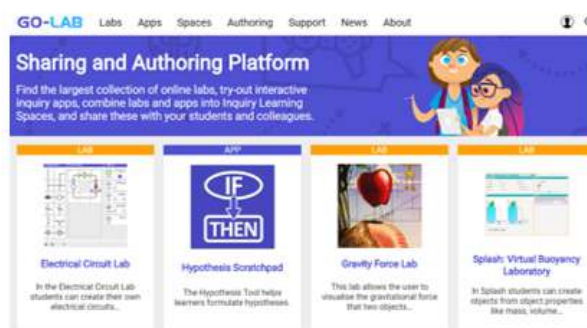 GO-LAB Labs Apps Spaces Authoring Support News About
Sharing and Authoring Platform
Find the largest collection of online labs, try-out interactive
inquiry apps, combine labs and apps into Inquiry Learning
Spaces, and share these with your students and colleagues.
LAB
Electrical Circuit Lab
In the Electrical Circuit Lab
students can create their own
electrical circuits...
APP
IF
THEN
Hypothesis Scratchpad
The Hypothesis Tool helps
learners formulate hypotheses.
LAB
Gravity Force Lab
This lab allows the user to
visualise the gravitational force
that two objects...
LAB
Splash: Virtual Buoyancy
Laboratory
In Splash students can create
objects from object properties
like mass, volume...